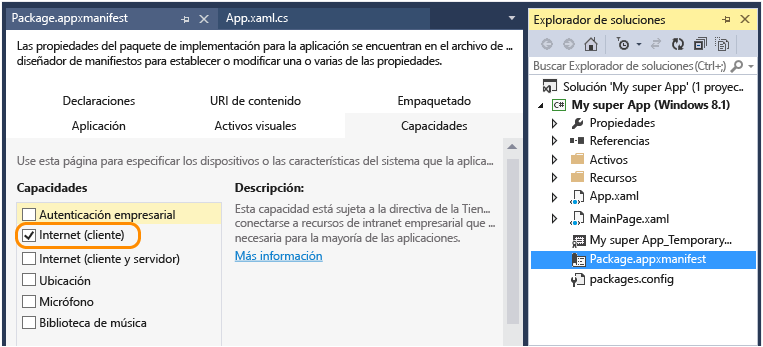 Package.appxmanifest
App.xaml.cs
Las propiedades del paquete de implementación para la aplicación se encuentran en el archivo de ...
diseñador de manifiestos para establecer o modificar una o varias de las propiedades.
Declaraciones
URI de contenido
Empaquetado
Aplicación
Activos visuales
Capacidades
Use esta página para especificar los dispositivos o las características del sistema que la aplica...
Capacidades
Autenticación empresarial
Internet (cliente)
Internet (cliente y servidor)
Ubicación
Micrófono
Biblioteca de música
Descripción:
Esta capacidad está sujeta a la directiva de la Tien...
conectarse a recursos de intranet empresarial que ...
necesaria para la mayoría de las aplicaciones.
Más información
Explorador de soluciones
Buscar Explorador de soluciones (Ctrl+;)
Solución 'My super App' (1 proyec...
My super App (Windows 8.1)
Propiedades
Referencias
Activos
Recursos
App.xaml
MainPage.xaml
My super App_Temporary...
Package.appxmanifest
packages.config